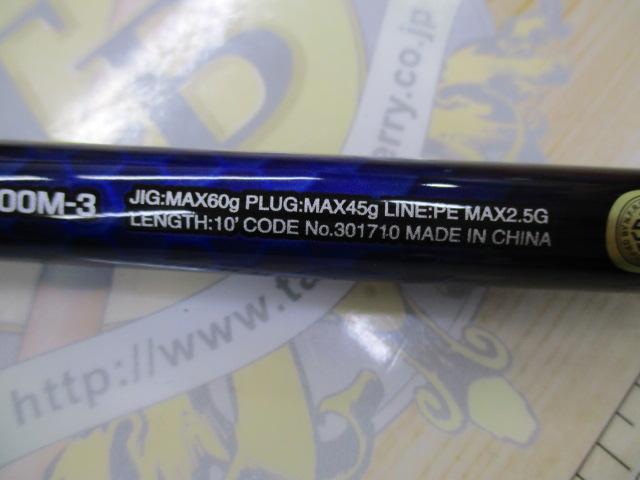 00M-3
JIG:MAX60g PLUG:MAX45g LINE:PE MAX2.5G
LENGTH:10' CODE No.301710 MADE IN CHINA
http://www.ta
erry.co.jp